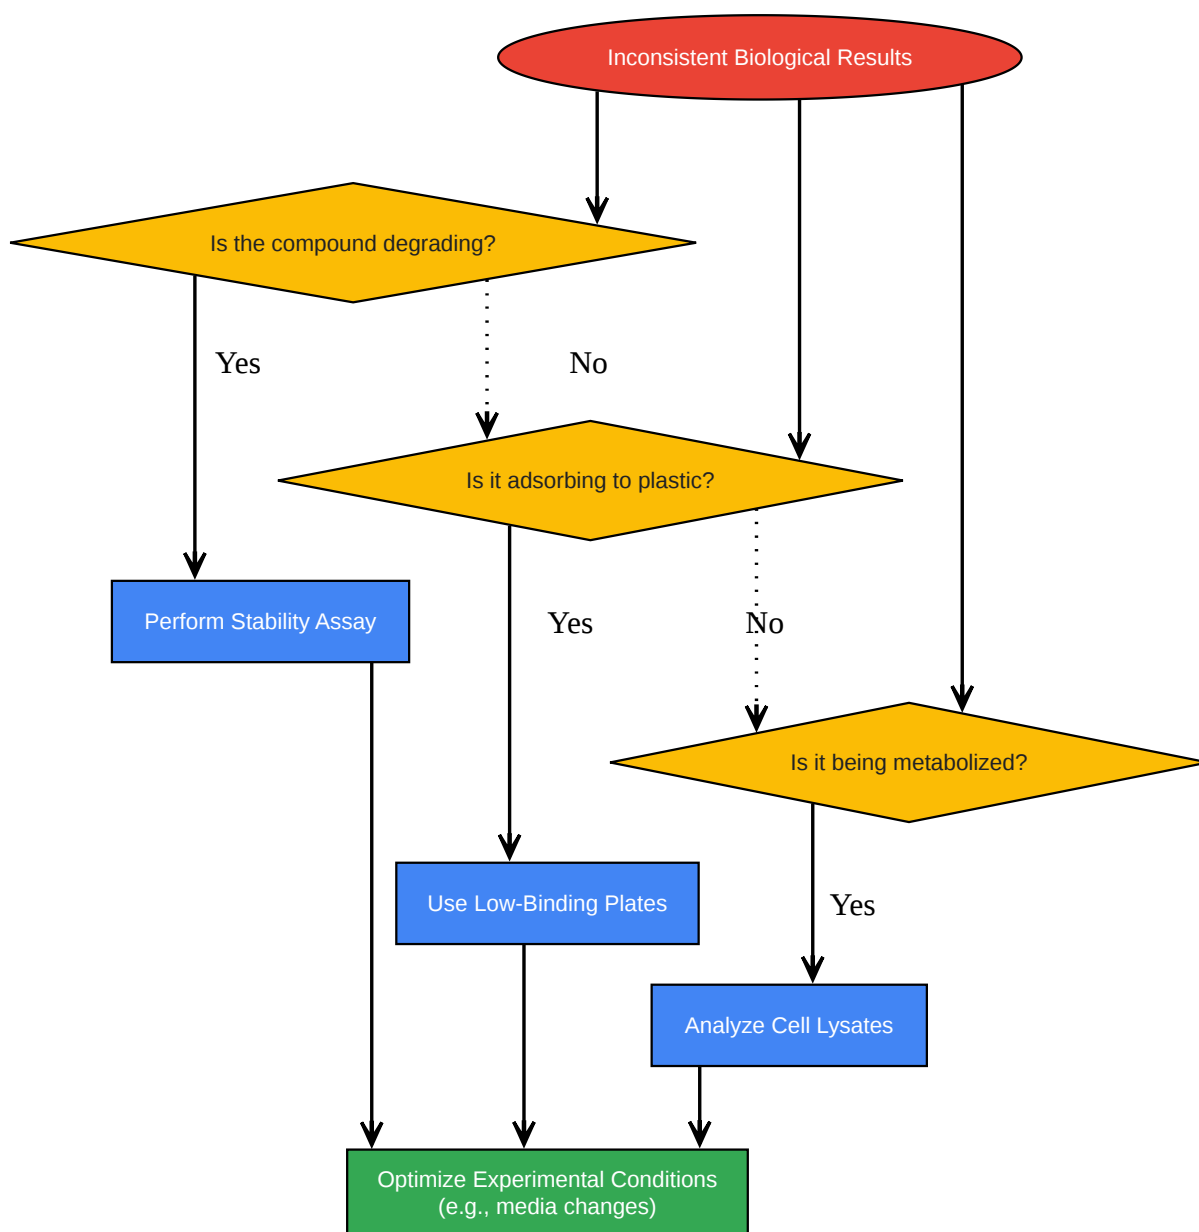 Inconsistent Biological Results
Is the compound degrading?
Yes
No
Is it adsorbing to plastic?
Perform Stability Assay
Yes
No
Is it being metabolized?
Use Low-Binding Plates
Yes
Analyze Cell Lysates
Optimize Experimental Conditions
(e.g., media changes)